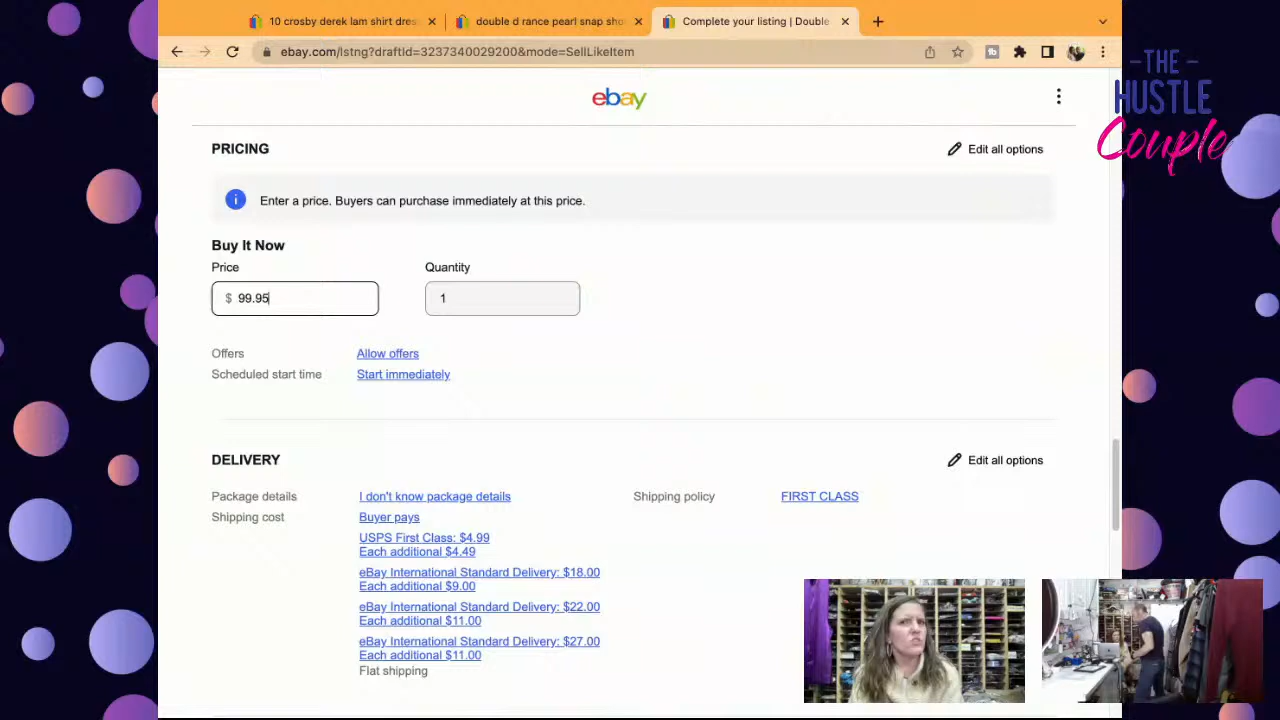 10 crosby derek lam shirt dres
double d rance pearl snap sho
Complete your listing | Double
ebay.com/lstng?draftId=3237340029200&mode=SellLikeItem
THE
HUSTLE
Couple
ebay
PRICING
Edit all options
Enter a price. Buyers can purchase immediately at this price.
Buy It Now
Price
Quantity
$ 99.95
1
Offers
Allow offers
Scheduled start time
Start immediately
DELIVERY
Edit all options
Package details
I don't know package details
Shipping policy
FIRST CLASS
Shipping cost
Buyer pays
USPS First Class: $4.99
Each additional $4.49
eBay International Standard Delivery: $18.00
Each additional $9.00
eBay International Standard Delivery: $22.00
Each additional $11.00
eBay International Standard Delivery: $27.00
Each additional $11.00
Flat shipping